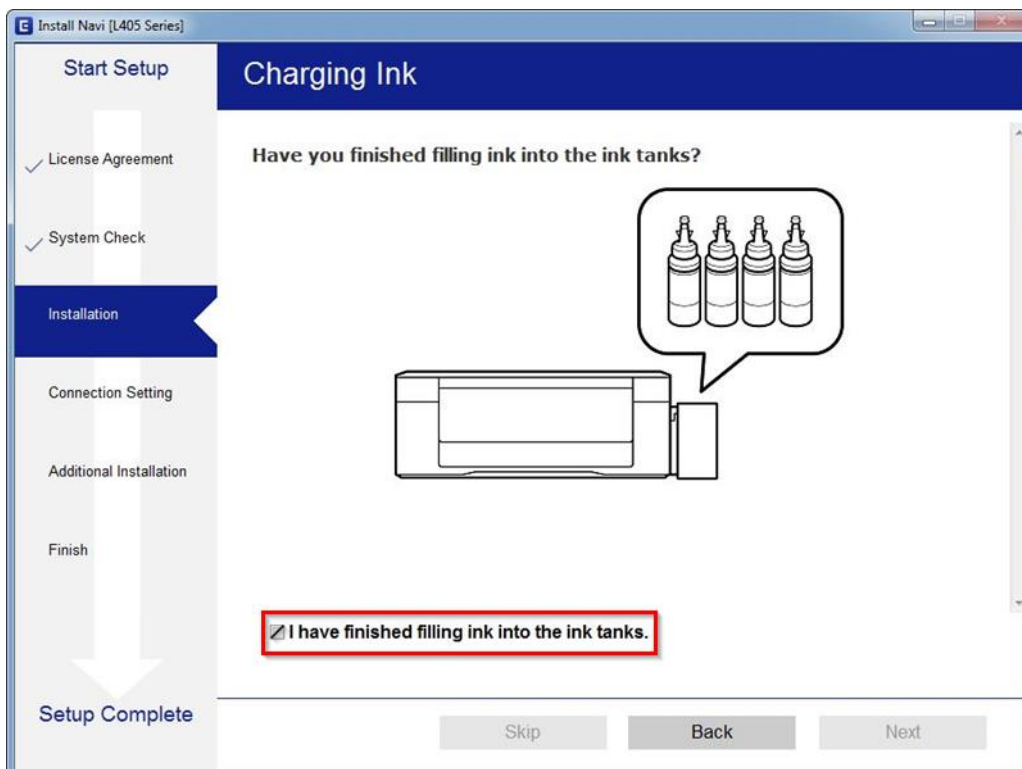 Install Navi [L405 Series]
Start Setup
Charging Ink
License Agreement
System Check
Installation
Connection Setting
Additional Installation
Finish
Setup Complete
Have you finished filling ink into the ink tanks?
I have finished filling ink into the ink tanks.
Skip
Back
Next